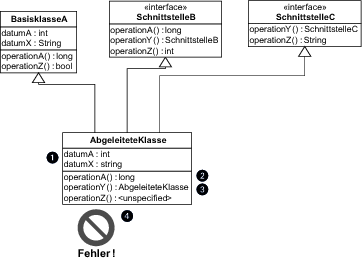 BasisklasseA
datumA : int
datumX : String
operationA() : long
operationZ() : bool
«interface»
SchnittstelleB
operationA() : long
operationY() : SchnittstelleB
operationZ() : int
«interface»
SchnittstelleC
operationY() : SchnittstelleC
operationZ() : String
AbgeleiteteKlasse
1 datumA : int
datumX : string
operationA() : long 2
operationY() : AbgeleiteteKlasse 3
operationZ() : <unspecified>
4
Fehler !